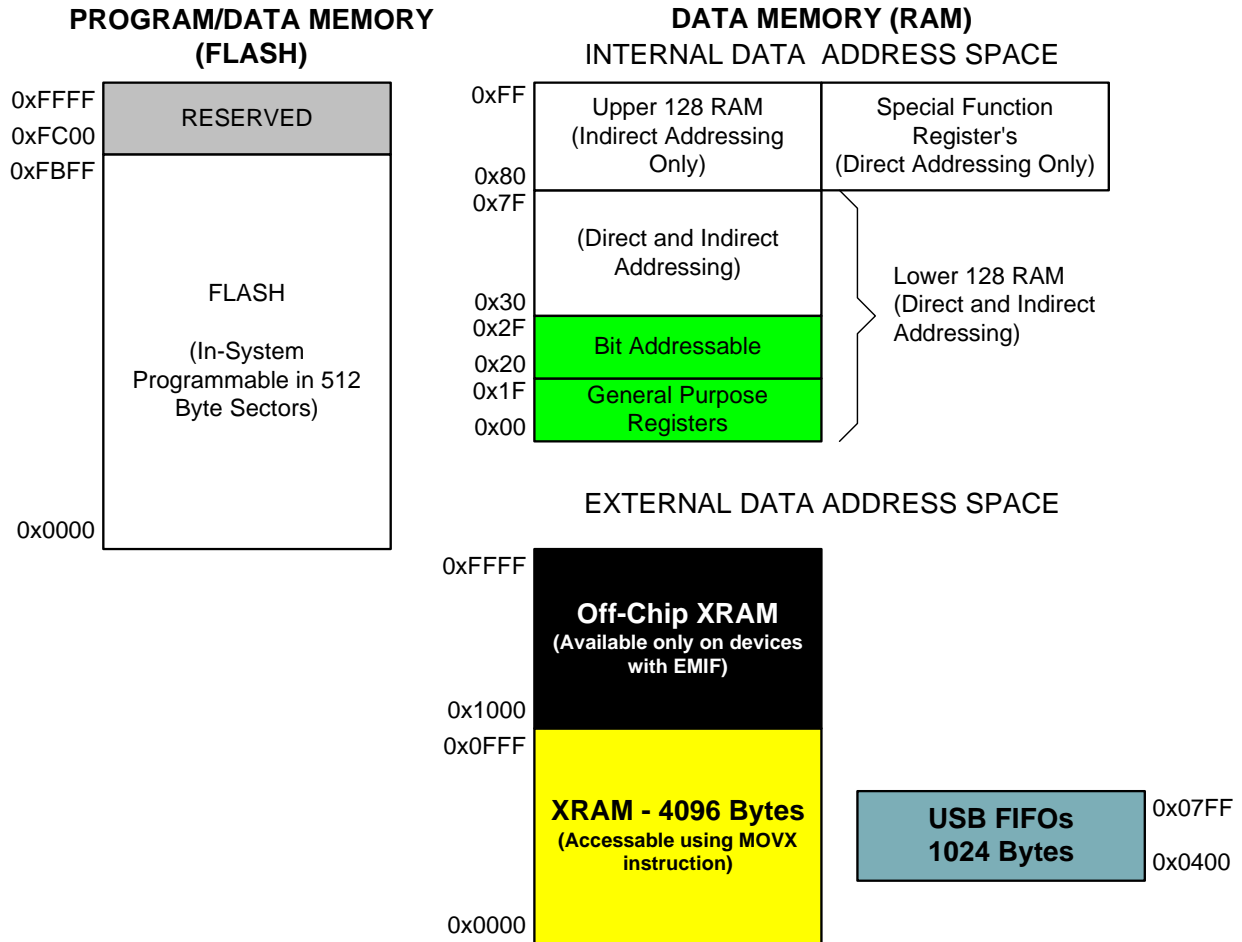 PROGRAM/DATA MEMORY
(FLASH)
0xFFFF
RESERVED
0xFC00
0xFBFF
FLASH
(In-System
Programmable in 512
Byte Sectors)
0x0000
DATA MEMORY (RAM)
INTERNAL DATA ADDRESS SPACE
0xFF
Upper 128 RAM
(Indirect Addressing
Only)
0x80
Special Function
Register's
(Direct Addressing Only)
0x7F
(Direct and Indirect
Addressing)
0x30
0x2F
Bit Addressable
0x20
0x1F
General Purpose
Registers
0x00
Lower 128 RAM
(Direct and Indirect
Addressing)
EXTERNAL DATA ADDRESS SPACE
0xFFFF
Off-Chip XRAM
(Available only on devices
with EMIF)
0x1000
0x0FFF
XRAM - 4096 Bytes
(Accessable using MOVX
instruction)
0x0000
USB FIFOs
1024 Bytes
0x07FF
0x0400